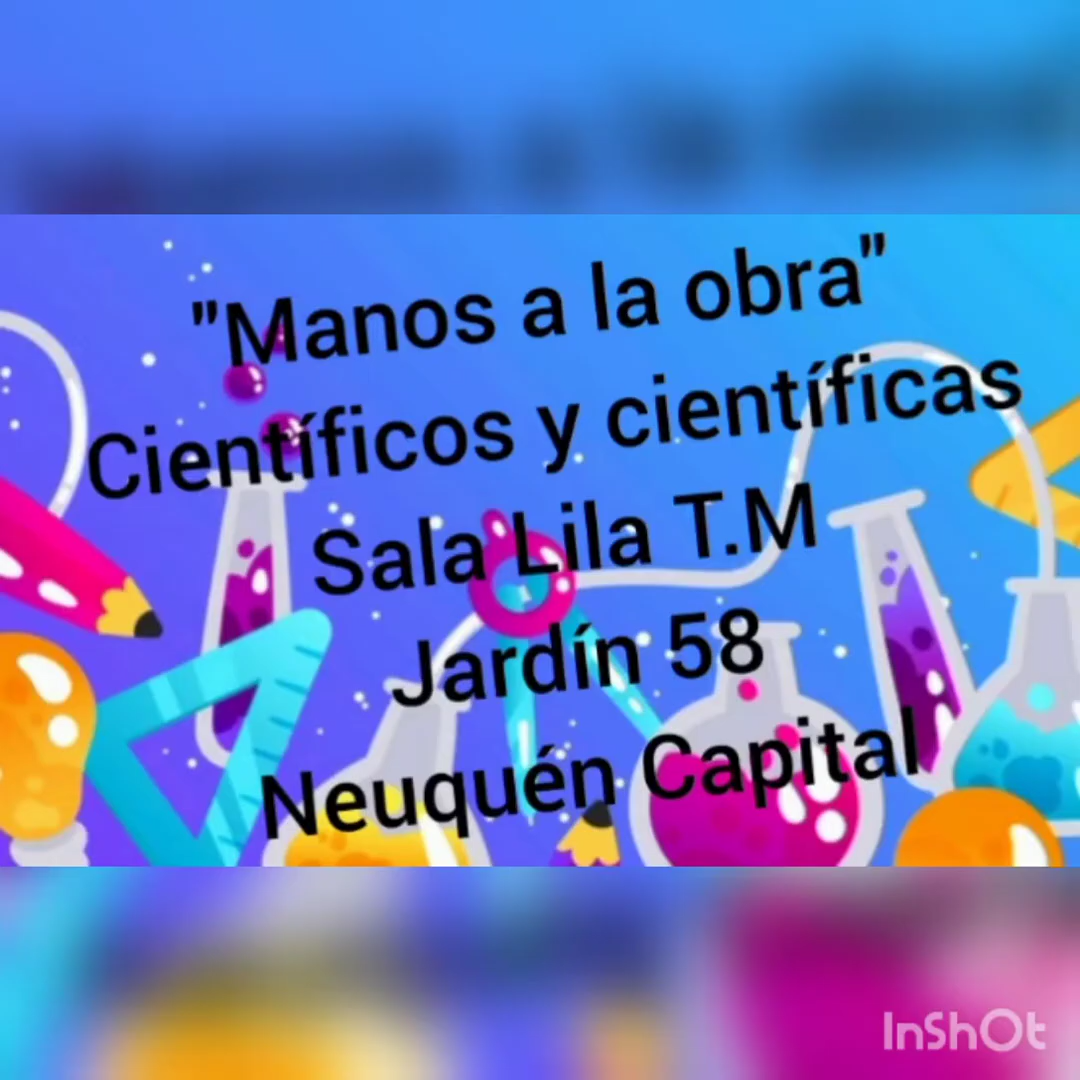 "Manos a la obra"
Científicos y científicas
Sala Lila T.M
Jardín 58
Neuquén Capital
InShOt